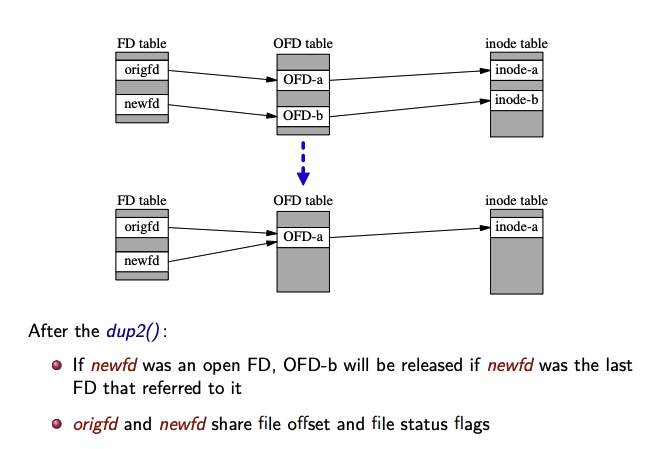 FD table OFD table inode table
origfd OFD-a inode-a
newfd OFD-b inode-b
FD table OFD table inode table
origfd OFD-a inode-a
newfd
After the dup2():
If newfd was an open FD, OFD-b will be released if newfd was the last
FD that referred to it
origfd and newfd share file offset and file status flags